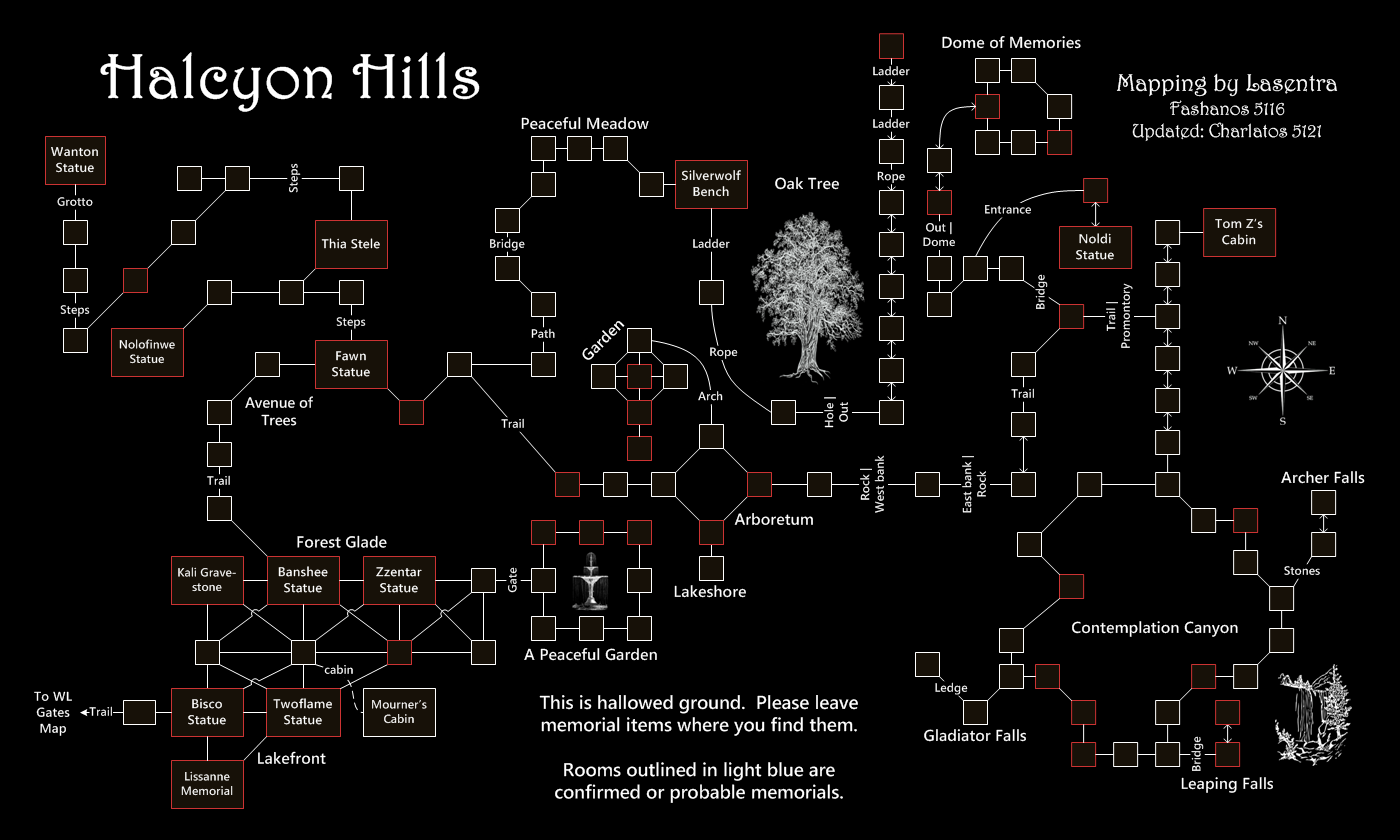 Halcyon Hills
Mapping by Lasentra
Fashanos 5116
Updated: Charlatos 5121
Dome of Memories
Ladder
Ladder
Rope
Peaceful Meadow
Wanton
Statue
Grotto
Steps
Steps
Thia Stele
Nolofinwe
Statue
Steps
Fawn
Statue
Avenue of
Trees
Trail
Bridge
Path
Trail
Silverwolf
Bench
Ladder
Rope
Oak Tree
Garden
Arch
Hole |
Out
Out |
Dome
Entrance
Noldi
Statue
Bridge
Trail |
Promontory
Tom Z's
Cabin
N
NE
E
SE
S
SW
W
NW
Trail
Rock |
West bank
East bank |
Rock
Arboretum
Lakeshore
Archer Falls
Stones
Contemplation Canyon
Ledge
Gladiator Falls
Bridge
Leaping Falls
Forest Glade
Kali Grave-
stone
Banshee
Statue
Zzentar
Statue
Gate
A Peaceful Garden
cabin
To WL
Gates
Map
Trail
Bisco
Statue
Twoflame
Statue
Mourner's
Cabin
Lakefront
Lissanne
Memorial
This is hallowed ground. Please leave
memorial items where you find them.
Rooms outlined in light blue are
confirmed or probable memorials.